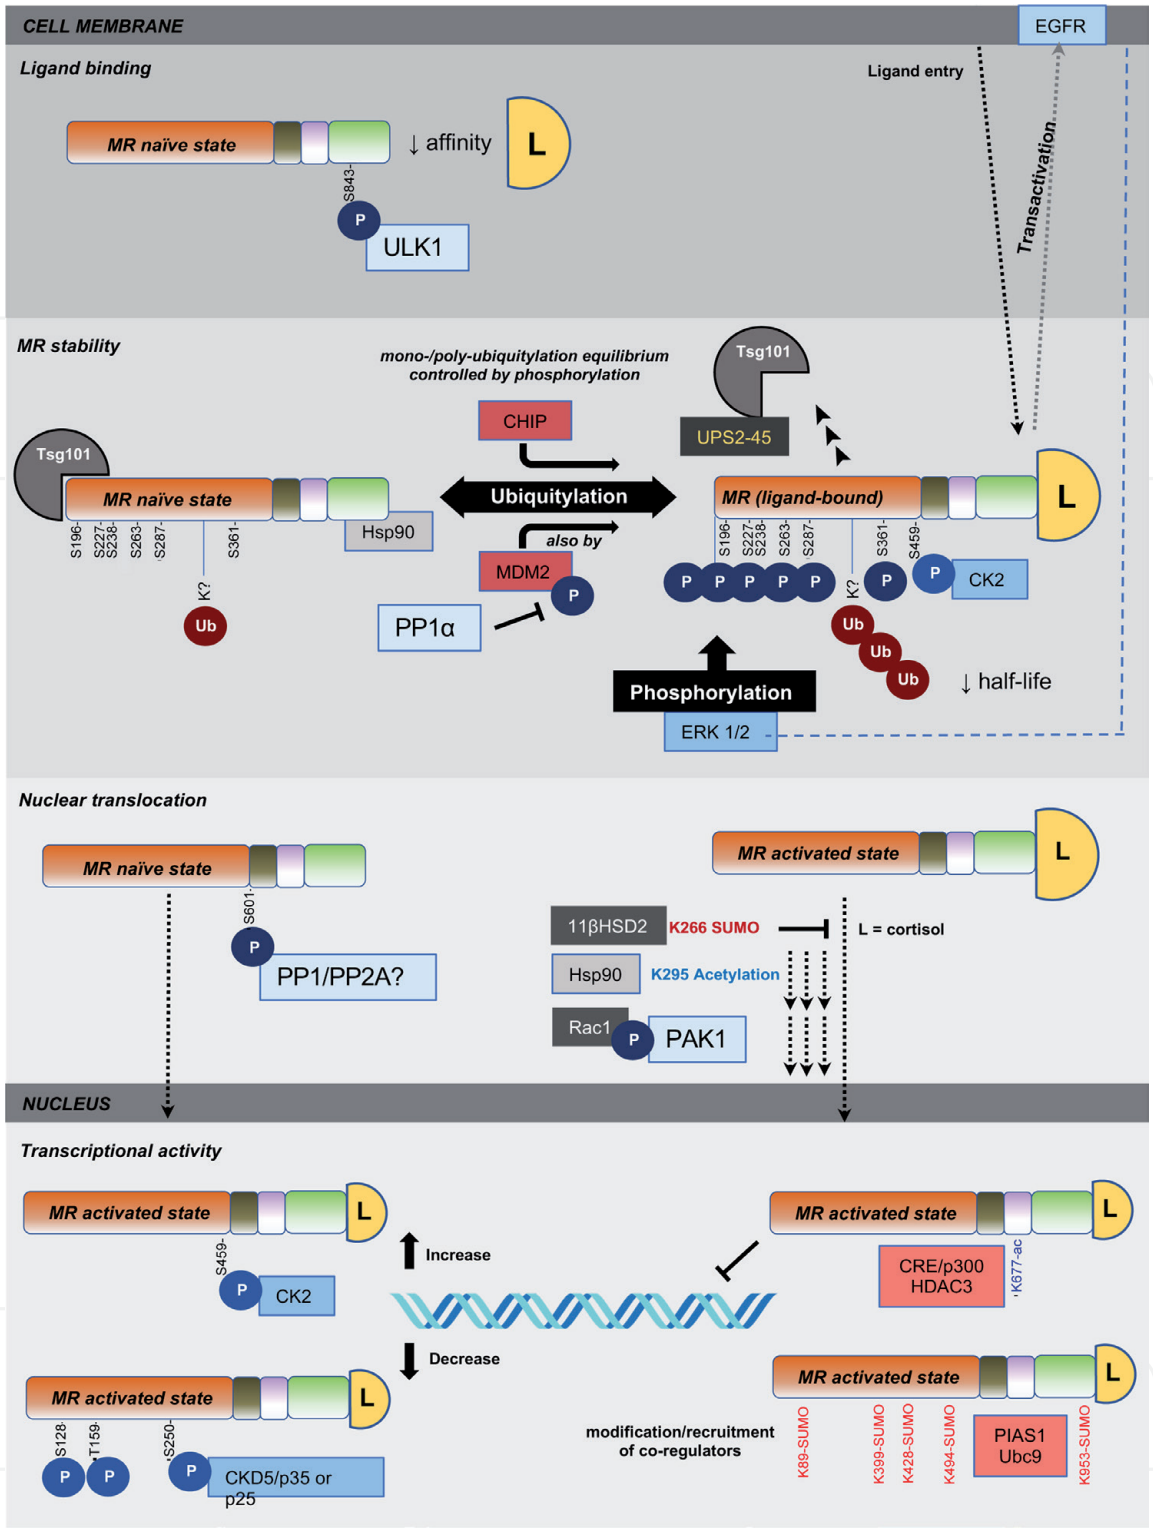 CELL MEMBRANE
EGFR
Ligand binding
Ligand entry
MR naïve state
↓ affinity
L
Transactivation
S843-
P
ULK1
MR stability
mono-/poly-ubiquitylation equilibrium
controlled by phosphorylation
Tsg101
CHIP
UPS2-45
Tsg101
MR naïve state
Ubiquitylation
MR (ligand-bound)
L
Hsp90
also by
S196-
S227-
S238-
S263-
S287-
S361-
S196-
S227-
S238-
S263-
S287-
S361-
S459-
MDM2
P
P
P
P
P
P
P
P
CK2
K?
K?
Ub
PP1α
Ub
Ub
Ub
↓ half-life
Phosphorylation
ERK 1/2
Nuclear translocation
MR naïve state
MR activated state
L
S601-
P
PP1/PP2A?
11βHSD2
K266 SUMO
L = cortisol
Hsp90
K295 Acetylation
Rac1
P
PAK1
NUCLEUS
Transcriptional activity
MR activated state
L
MR activated state
L
S459-
P
CK2
Increase
CRE/p300
HDAC3
K677-ac
Decrease
MR activated state
L
MR activated state
L
S128-
T159-
S250-
P
P
P
CKD5/p35 or
p25
modification/recruitment
of co-regulators
K89-SUMO
K399-SUMO
K428-SUMO
K494-SUMO
PIAS1
Ubc9
K953-SUMO